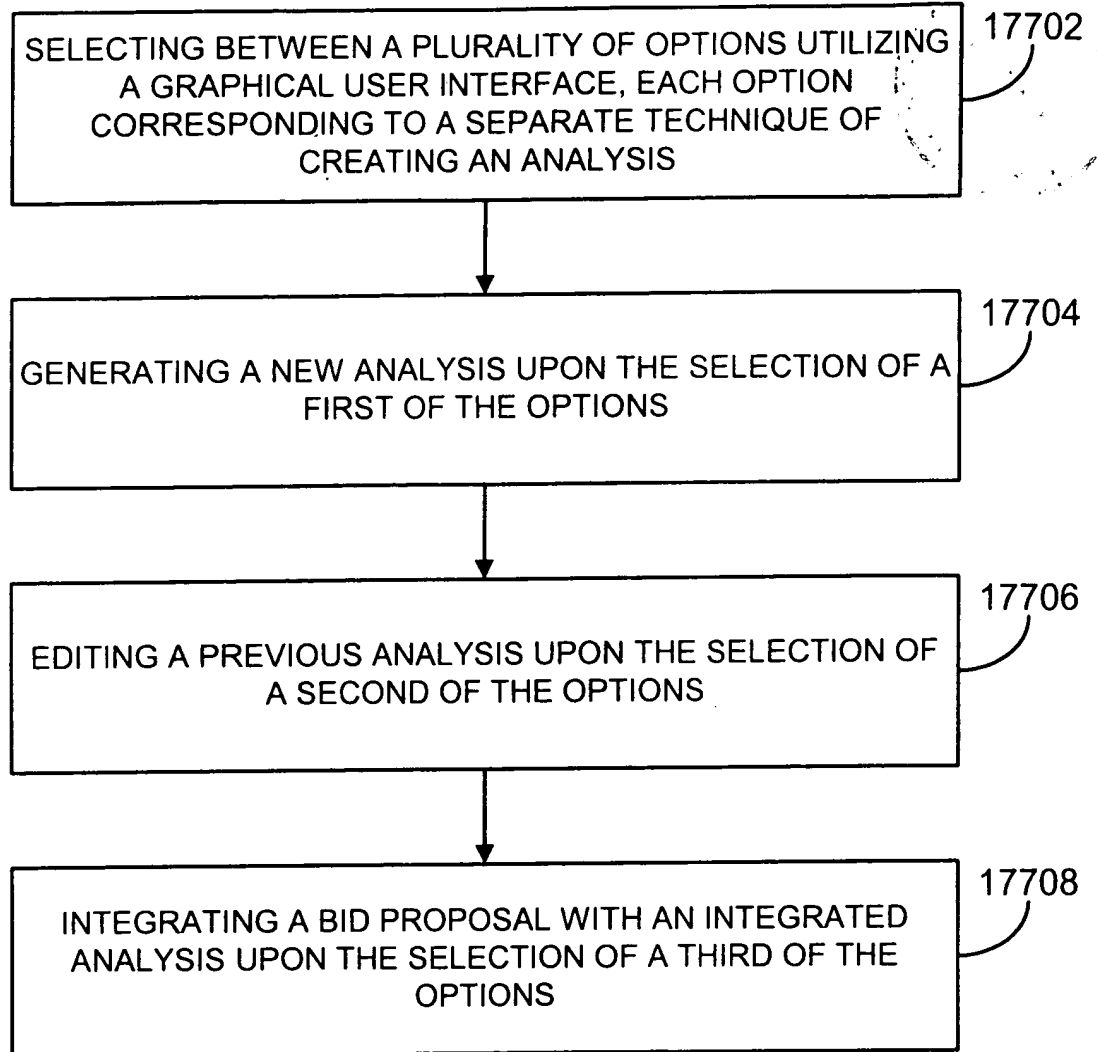 SELECTING BETWEEN A PLURALITY OF OPTIONS UTILIZING
A GRAPHICAL USER INTERFACE, EACH OPTION
CORRESPONDING TO A SEPARATE TECHNIQUE OF
CREATING AN ANALYSIS
17702
GENERATING A NEW ANALYSIS UPON THE SELECTION OF A
FIRST OF THE OPTIONS
17704
EDITING A PREVIOUS ANALYSIS UPON THE SELECTION OF
A SECOND OF THE OPTIONS
17706
INTEGRATING A BID PROPOSAL WITH AN INTEGRATED
ANALYSIS UPON THE SELECTION OF A THIRD OF THE
OPTIONS
17708